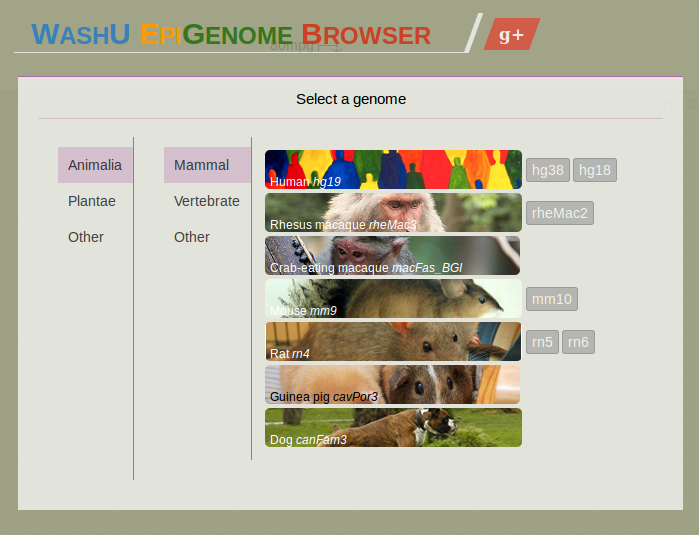 WASHU EPIGENOME BROWSER
g+
Select a genome
Animalia
Plantae
Other
Mammal
Vertebrate
Other
Human hg19 hg38 hg18
Rhesus macaque rheMac3 rheMac2
Crab-eating macaque macFas_BGI
Mouse mm9 mm10
Rat rn4 rn5 rn6
Guinea pig cavPor3
Dog canFam3